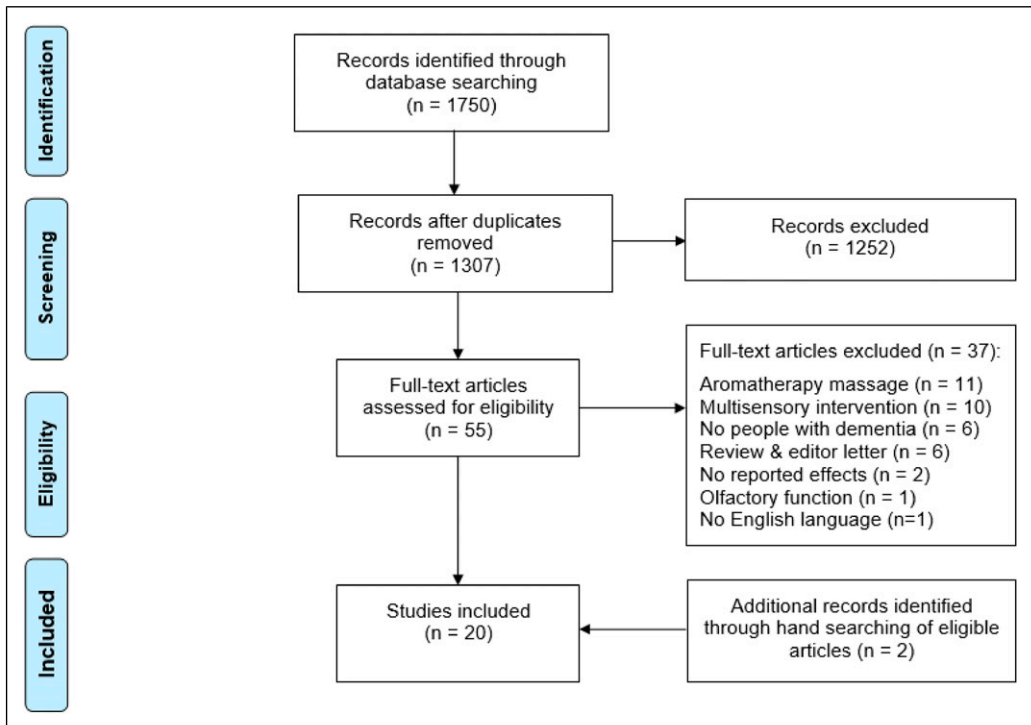 Identification
Records identified through
database searching
(n = 1750)
Screening
Records after duplicates
removed
(n = 1307)
Records excluded
(n = 1252)
Eligibility
Full-text articles
assessed for eligibility
(n = 55)
Full-text articles excluded (n = 37):
Aromatherapy massage (n = 11)
Multisensory intervention (n = 10)
No people with dementia (n = 6)
Review & editor letter (n = 6)
No reported effects (n = 2)
Olfactory function (n = 1)
No English language (n=1)
Included
Studies included
(n = 20)
Additional records identified
through hand searching of eligible
articles (n = 2)